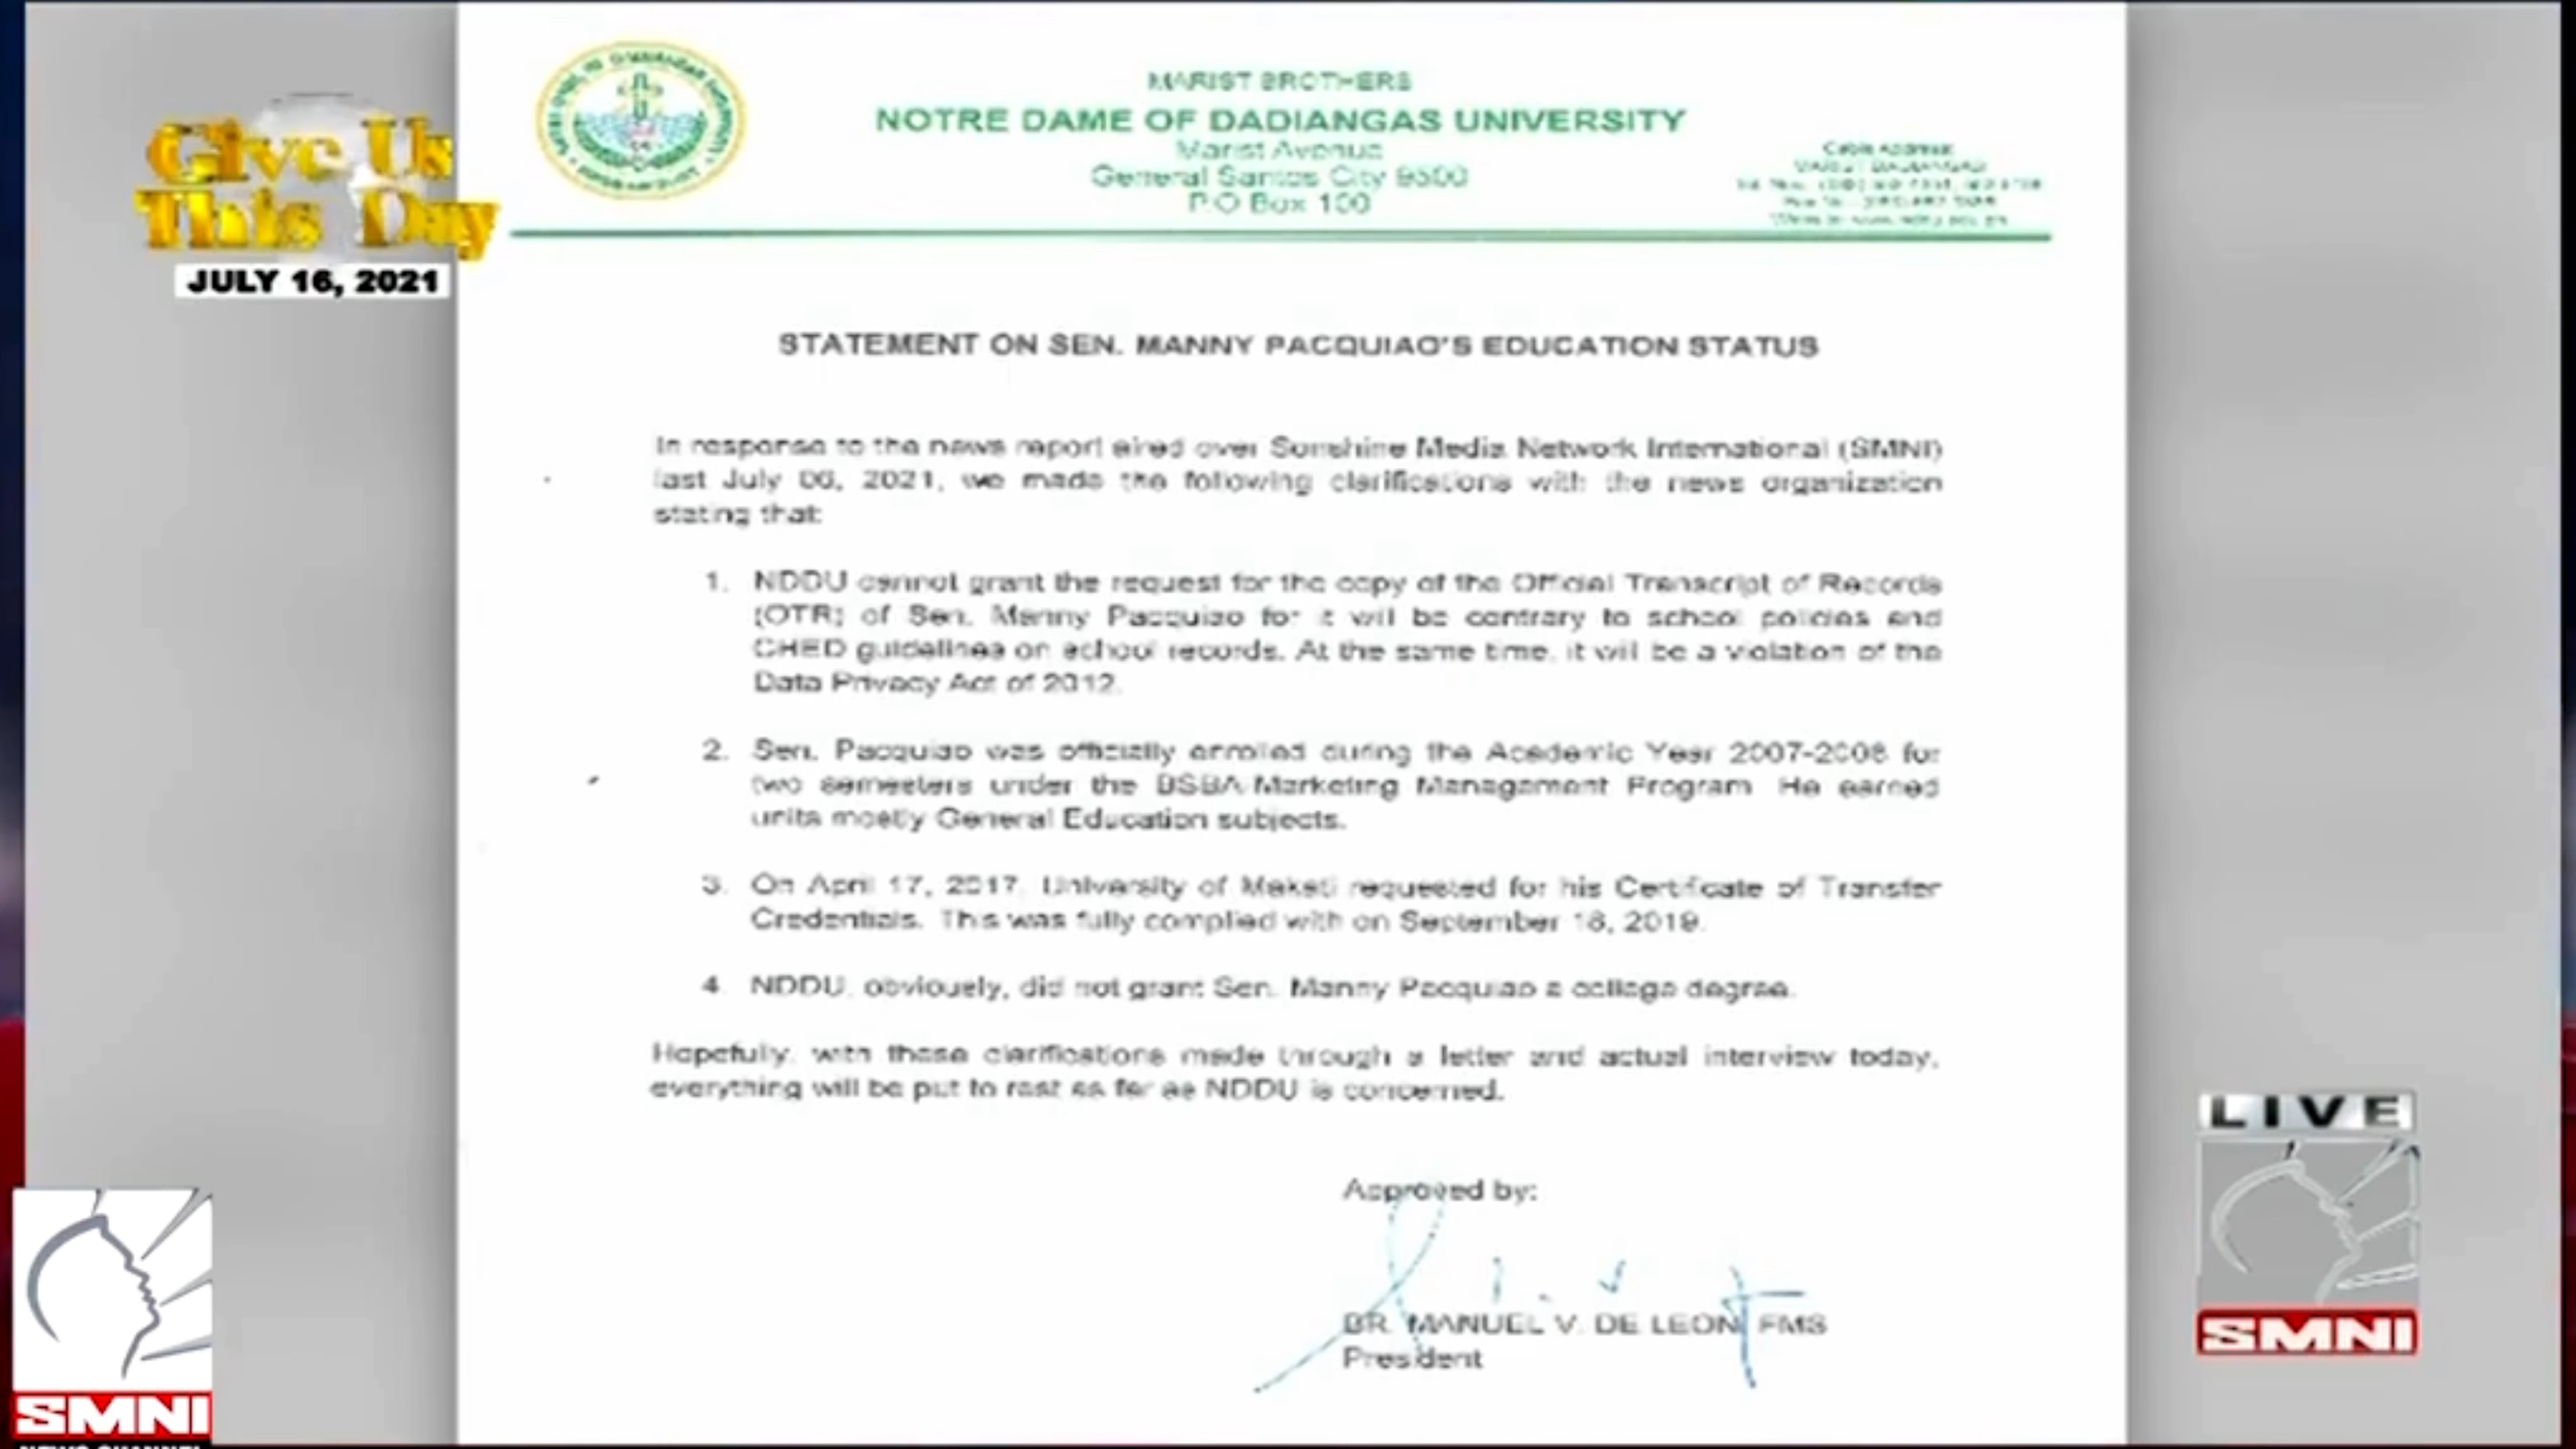 Give Us
This Day
JULY 16, 2021
MARIST BROTHERS
NOTRE DAME OF DADIANGAS UNIVERSITY
Marist Avenue
General Santos City 9500
P.O Box 100
Cable Address:
STATEMENT ON SEN. MANNY PACQUIAO'S EDUCATION STATUS
In response to the news report aired over Sonshine Media Network International (SMNI)
last July 06, 2021, we made the following clarifications with the news organization
stating that:
1. NDDU cannot grant the request for the copy of the Official Transcript of Records
(OTR) of Sen. Manny Pacquiao for it will be contrary to school policies and
CHED guidelines on school records. At the same time, it will be a violation of the
Data Privacy Act of 2012.
2. Sen. Pacquiao was officially enrolled during the Academic Year 2007-2008 for
two semesters under the BSBA-Marketing Management Program. He earned
units mostly General Education subjects.
3. On April 17, 2017, University of Makati requested for his Certificate of Transfer
Credentials. This was fully complied with on September 18, 2019.
4. NDDU, obviously, did not grant Sen. Manny Pacquiao a college degree.
Hopefully, with these clarifications made through a letter and actual interview today,
everything will be put to rest as far as NDDU is concerned.
Approved by:
BR. MANUEL V. DE LEON, FMS
President
LIVE
SMNI
SMNI
NEWS CHANNEL